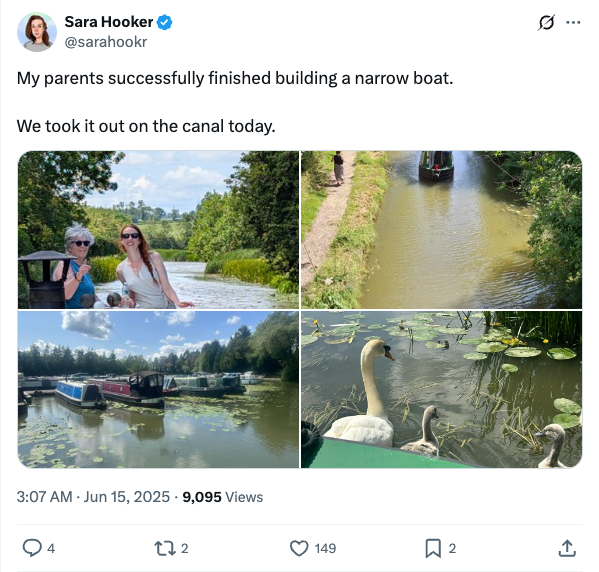 Sara Hooker
@sarahookr
My parents successfully finished building a narrow boat.
We took it out on the canal today.
3:07 AM · Jun 15, 2025 · 9,095 Views
4 2 149 2